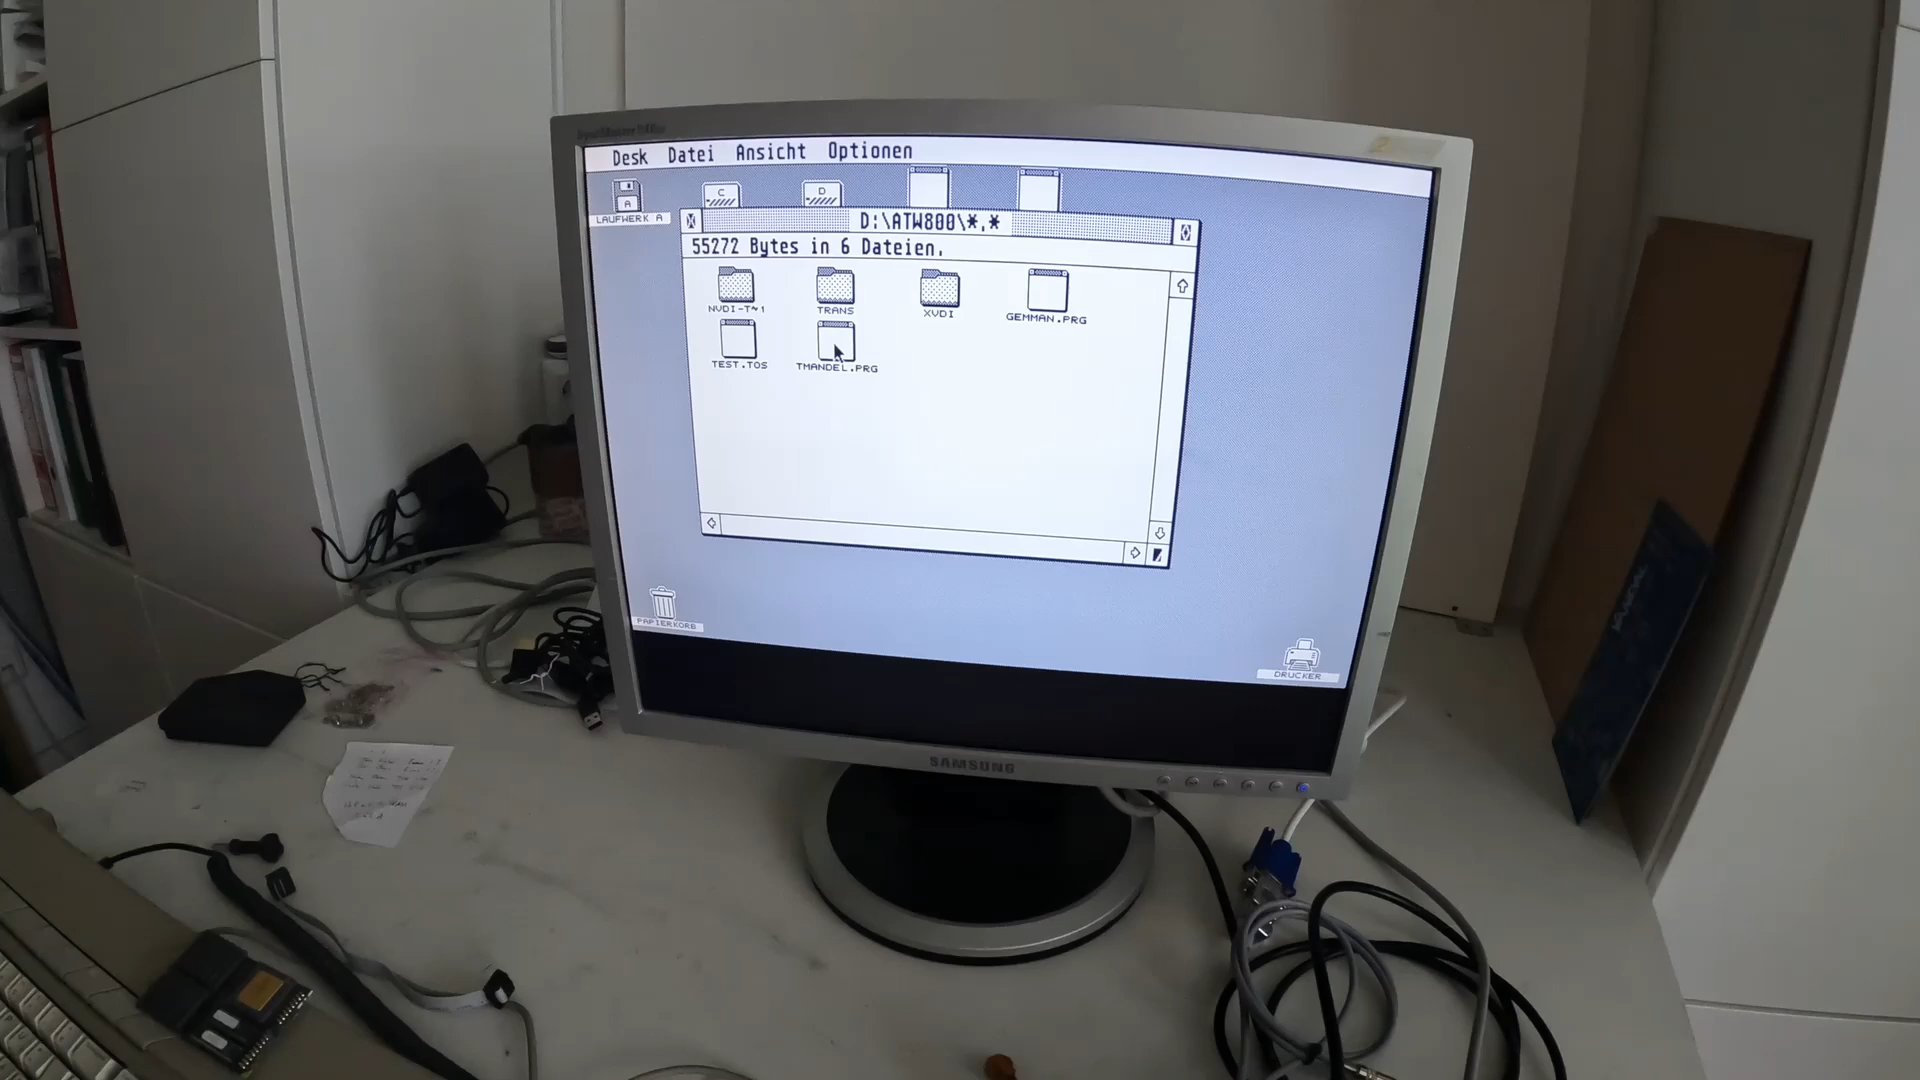 Desk Datei Ansicht Optionen
A
C
D
LAUFWERK A
D:\ATW800\*.*
55272 Bytes in 6 Dateien.
NVDI-T~1
TRANS
XVDI
GEMMAN.PRG
TEST.TOS
TMANDEL.PRG
PAPIERKORB
DRUCKER
SAMSUNG